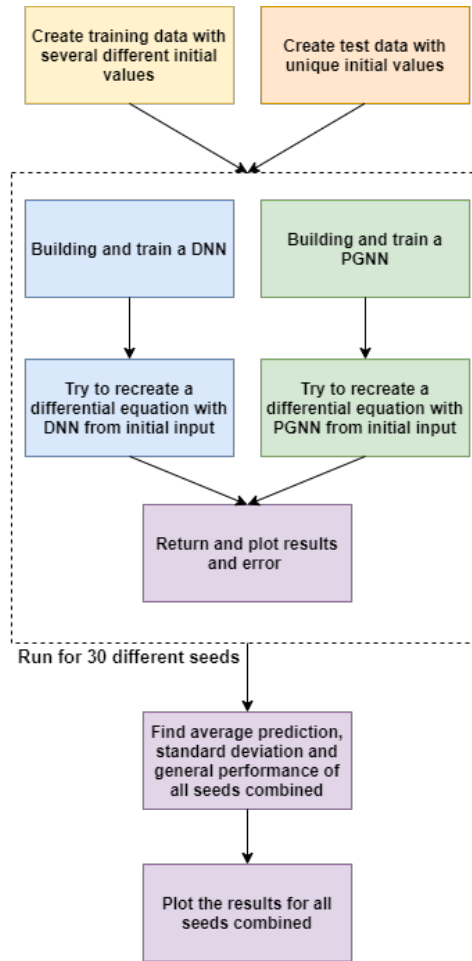 Create training data with
several different initial
values
Create test data with
unique initial values
Building and train a DNN
Building and train a
PGNN
Try to recreate a
differential equation with
DNN from initial input
Try to recreate a
differential equation with
PGNN from initial input
Return and plot results
and error
Run for 30 different seeds
Find average prediction,
standard deviation and
general performance of
all seeds combined
Plot the results for all
seeds combined